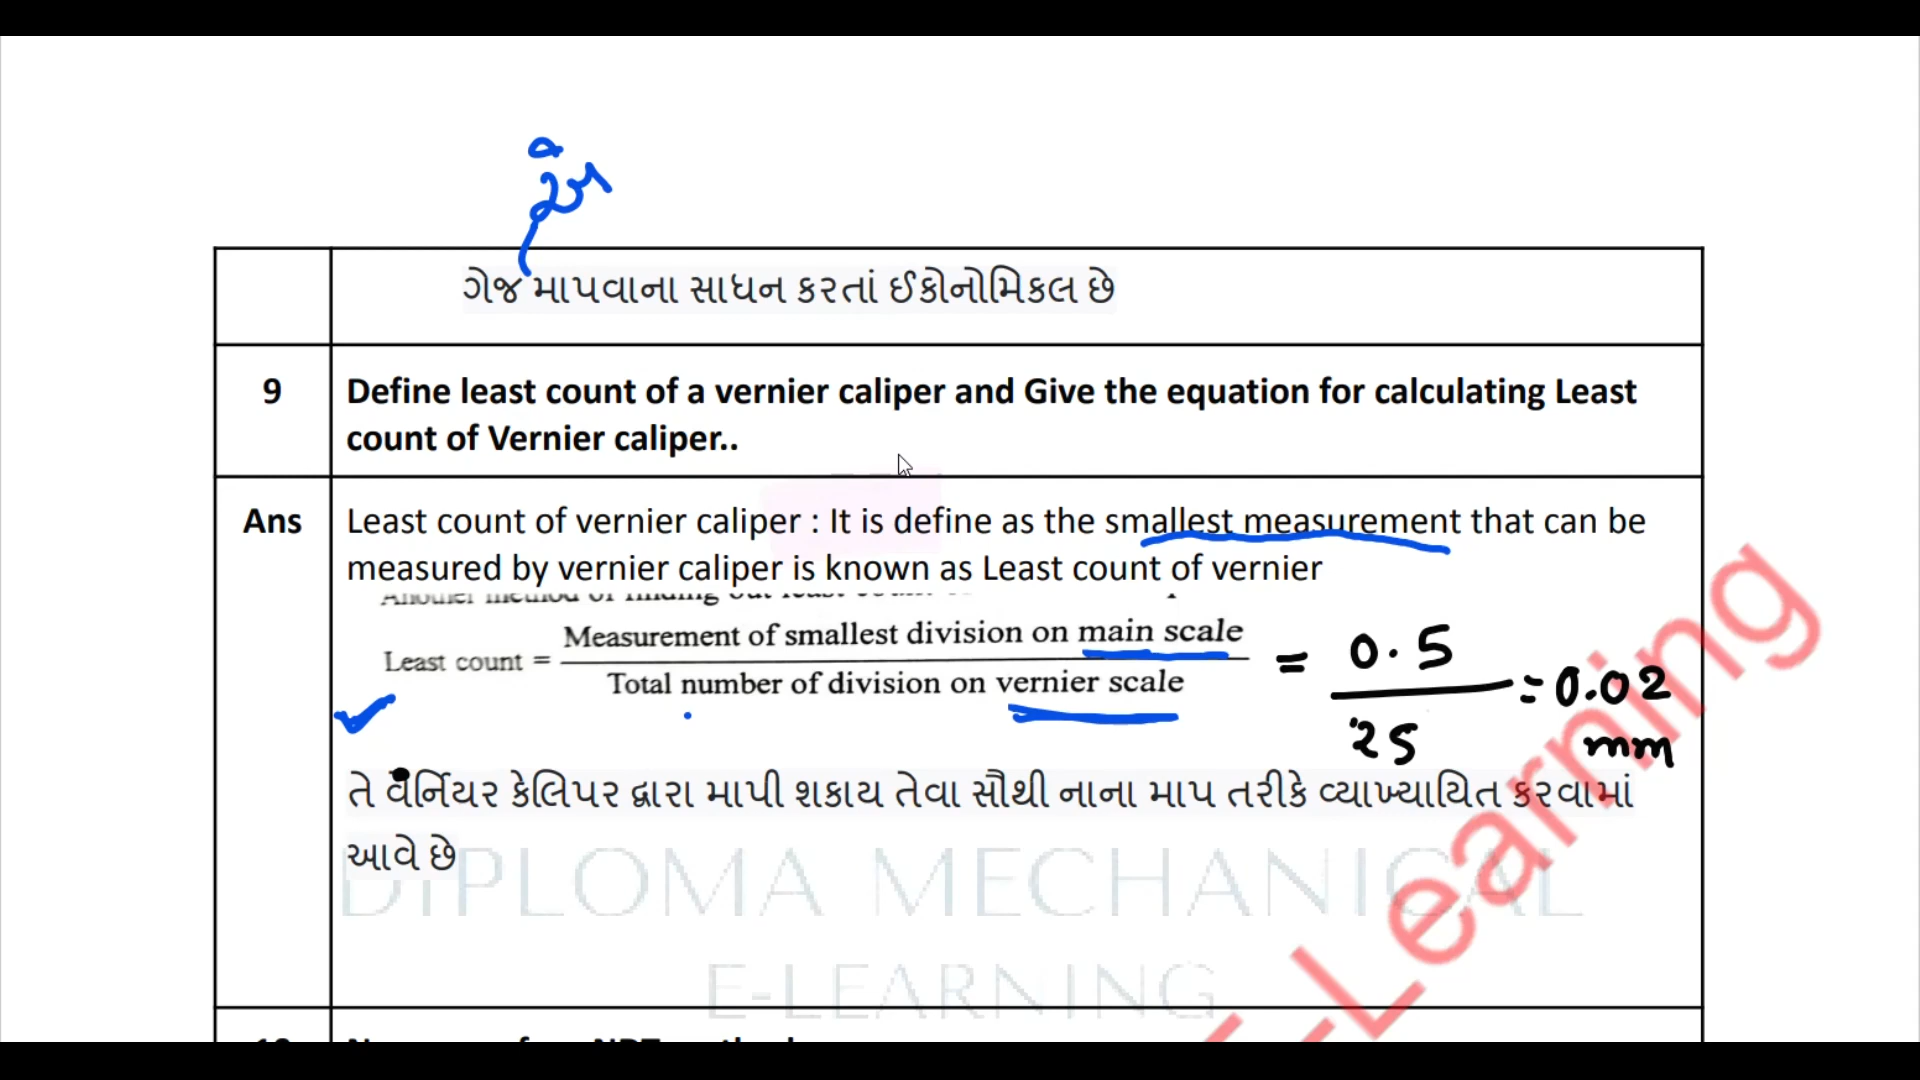 ગેજ માપવાના સાધન કરતાં ઈકોનોમિકલ છે
9 Define least count of a vernier caliper and Give the equation for calculating Least
count of Vernier caliper..
Ans Least count of vernier caliper : It is define as the smallest measurement that can be
measured by vernier caliper is known as Least count of vernier
Least count = Measurement of smallest division on main scale
Total number of division on vernier scale
= 0.5
25
= 0.02
mm
તે વેર્નિયર કેલિપર દ્વારા માપી શકાય તેવા સૌથી નાના માપ તરીકે વ્યાખ્યાયિત કરવામાં
આવે છે
DIPLOMA MECHANICAL
E-LEARNING
E-Learning